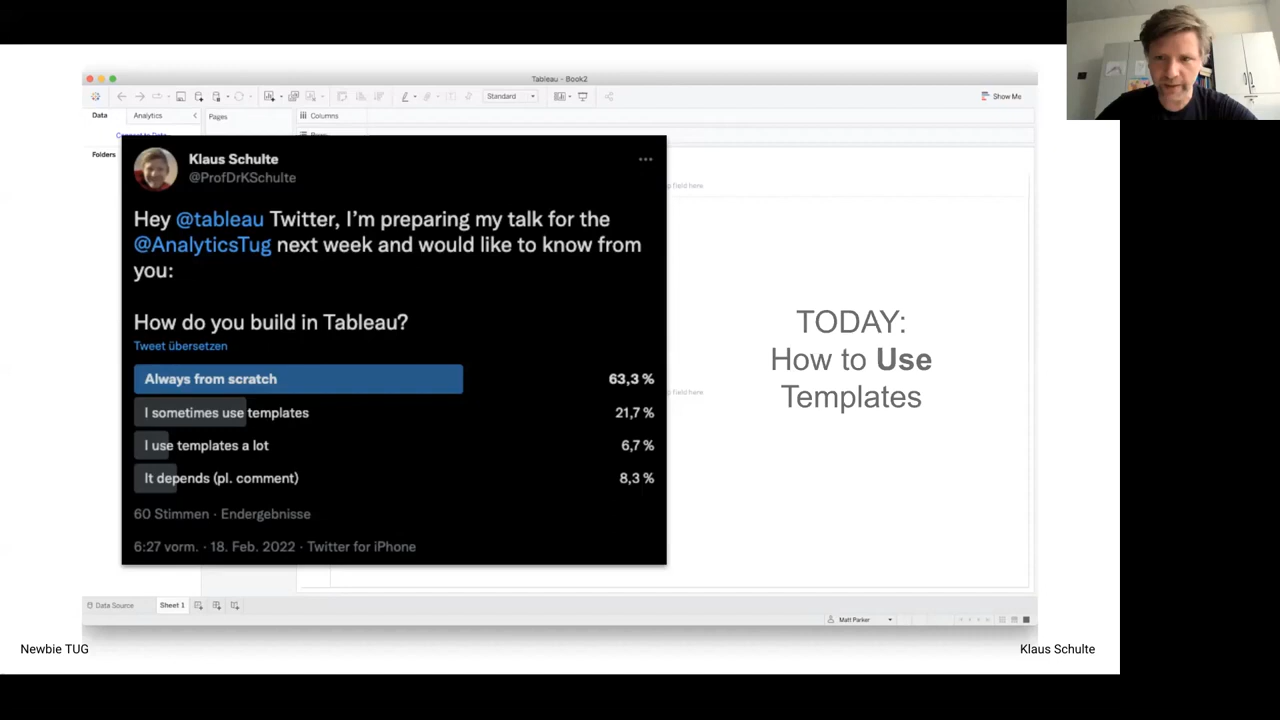 Tableau - Book2
Standard
Show Me
Data
Analytics
Pages
Columns
Folders
Klaus Schulte
@ProfDrKSchulte
Hey @tableau Twitter, I'm preparing my talk for the
@AnalyticsTug next week and would like to know from
you:
How do you build in Tableau?
Tweet übersetzen
Always from scratch 63,3 %
I sometimes use templates 21,7 %
I use templates a lot 6,7 %
It depends (pl. comment) 8,3 %
60 Stimmen · Endergebnisse
6:27 vorm. · 18. Feb. 2022 · Twitter for iPhone
field here
field here
TODAY:
How to Use
Templates
Data Source
Sheet 1
Matt Parker
Newbie TUG
Klaus Schulte